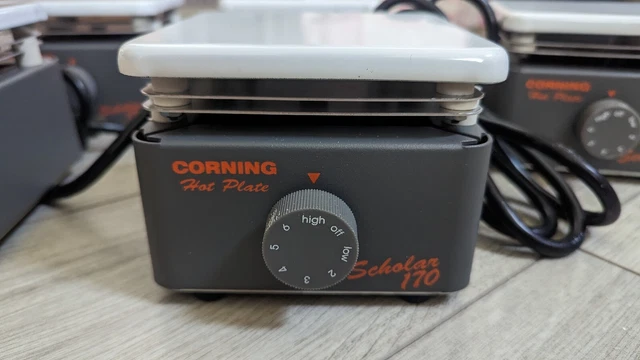 CORNING
Hot Plate
high
off
low
2
3
4
5
6
Scholar
170
CORNING
Hot Plate